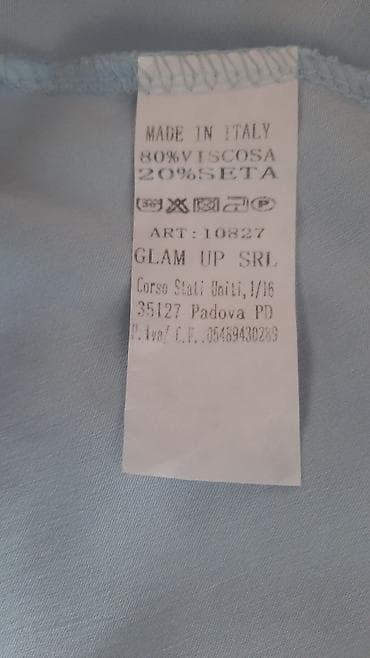 MADE IN ITALY
80%VISCOSA
20%SETA
ART:10827
GLAM UP SRL
Corso Stati Uniti,1/16
35127 Padova PD
P.iva/ C.F..05489430289